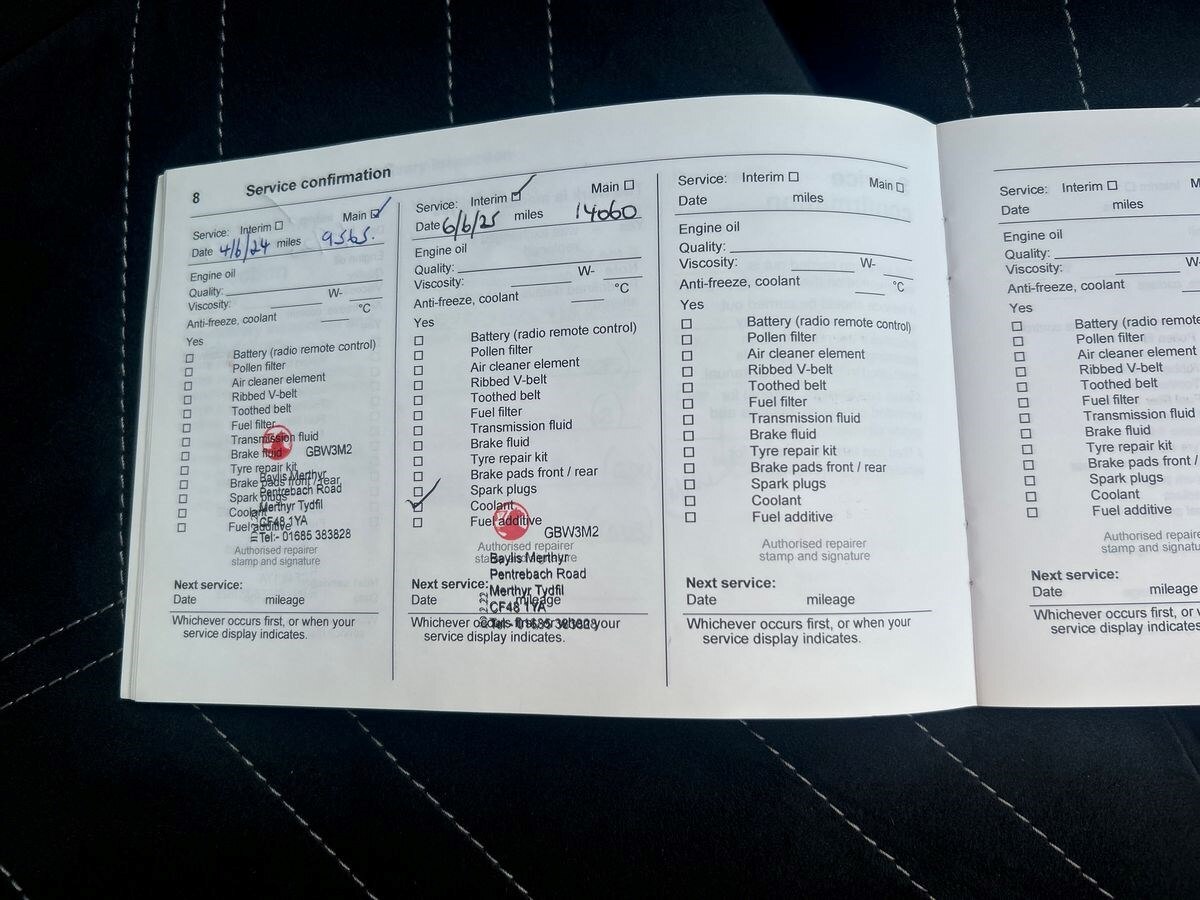 8 Service confirmation
Service: Interim Main
Date 4/6/24 miles 9565.
Engine oil
Quality:
Viscosity: W-
Anti-freeze, coolant °C
Yes
Battery (radio remote control)
Pollen filter
Air cleaner element
Ribbed V-belt
Toothed belt
Fuel filter
Transmission fluid
Brake fluid
Tyre repair kit
Brake pads front / rear
Spark plugs
Coolant
Fuel additive
GBW3M2
Baylis Merthyr
Pentrebach Road
Merthyr Tydfil
CF48 1YA
Tel:- 01685 383828
Authorised repairer
stamp and signature
Next service:
Date mileage
Whichever occurs first, or when your
service display indicates.
Service: Interim Main
Date 6/6/25 miles 14060
Engine oil
Quality:
Viscosity: W-
Anti-freeze, coolant °C
Yes
Battery (radio remote control)
Pollen filter
Air cleaner element
Ribbed V-belt
Toothed belt
Fuel filter
Transmission fluid
Brake fluid
Tyre repair kit
Brake pads front / rear
Spark plugs
Coolant
Fuel additive
GBW3M2
Authorised repairer
stamp and signature
Baylis Merthyr
Pentrebach Road
Merthyr Tydfil
CF48 1YA
Tel:- 01685 383828
Next service:
Date mileage
Whichever occurs first, or when your
service display indicates.
Service: Interim Main
Date miles
Engine oil
Quality:
Viscosity: W-
Anti-freeze, coolant °C
Yes
Battery (radio remote control)
Pollen filter
Air cleaner element
Ribbed V-belt
Toothed belt
Fuel filter
Transmission fluid
Brake fluid
Tyre repair kit
Brake pads front / rear
Spark plugs
Coolant
Fuel additive
Authorised repairer
stamp and signature
Next service:
Date mileage
Whichever occurs first, or when your
service display indicates.
Service: Interim M
Date miles
Engine oil
Quality:
Viscosity: W-
Anti-freeze, coolant
Yes
Battery (radio remote
Pollen filter
Air cleaner element
Ribbed V-belt
Toothed belt
Fuel filter
Transmission fluid
Brake fluid
Tyre repair kit
Brake pads front /
Spark plugs
Coolant
Fuel additive
Authorised
stamp and
Next service:
Date mileage
Whichever occurs first, or w
service display indicates.